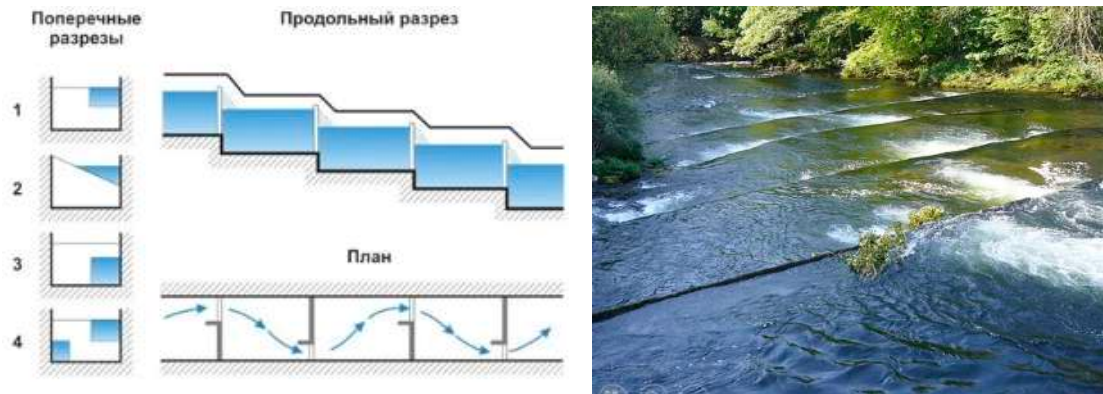 Поперечные
разрезы
Продольный разрез
1
2
3
План
4